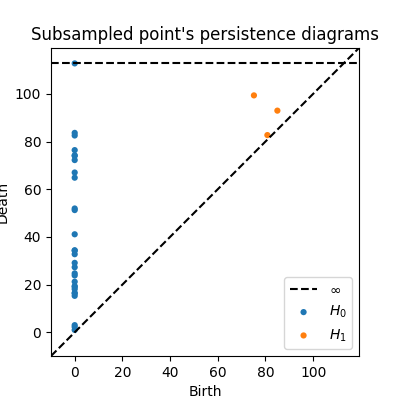 Subsampled point's persistence diagrams
100
80
60
40
20
0
Death
0 20 40 60 80 100
Birth
∞
H₀
H₁